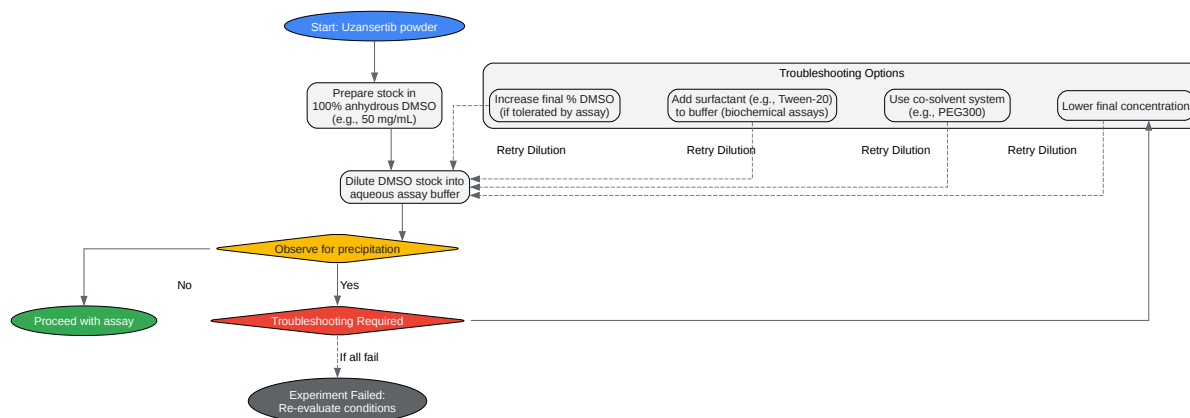 Start: Uzansertib powder
Troubleshooting Options
Prepare stock in
100% anhydrous DMSO
(e.g., 50 mg/mL)
Increase final % DMSO
(if tolerated by assay)
Add surfactant (e.g., Tween-20)
to buffer (biochemical assays)
Use co-solvent system
(e.g., PEG300)
Lower final concentration
Retry Dilution
Retry Dilution
Retry Dilution
Retry Dilution
Dilute DMSO stock into
aqueous assay buffer
Observe for precipitation
No
Yes
Proceed with assay
Troubleshooting Required
If all fail
Experiment Failed:
Re-evaluate conditions